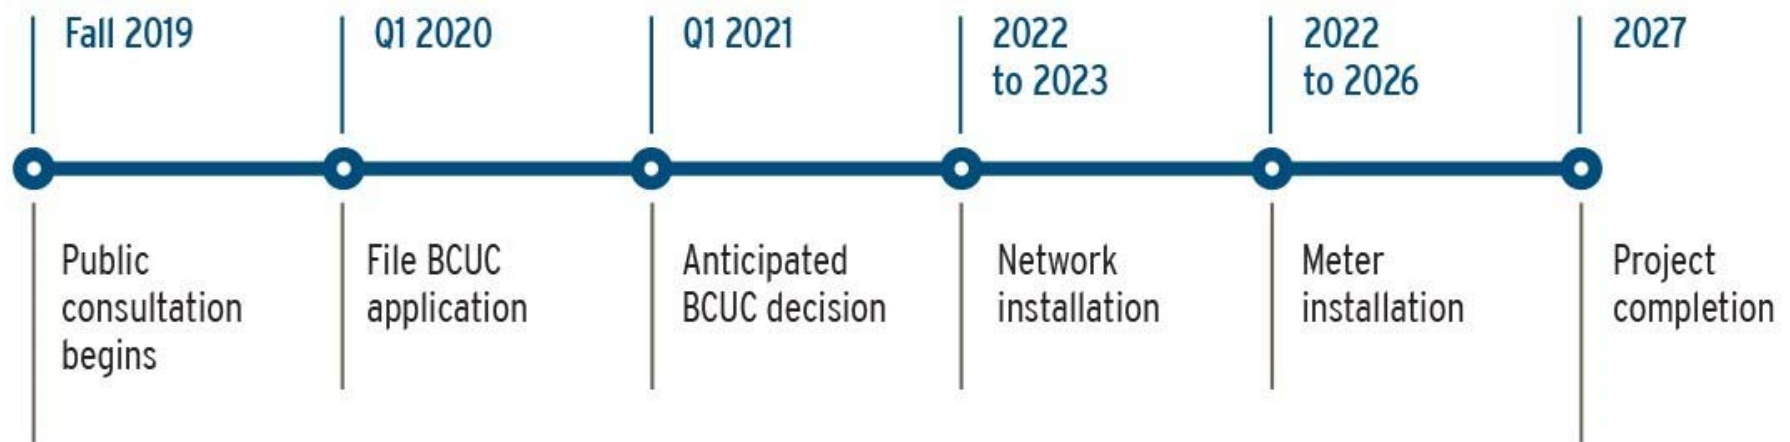 Fall 2019
Public
consultation
begins
Q1 2020
File BCUC
application
Q1 2021
Anticipated
BCUC decision
2022
to 2023
Network
installation
2022
to 2026
Meter
installation
2027
Project
completion